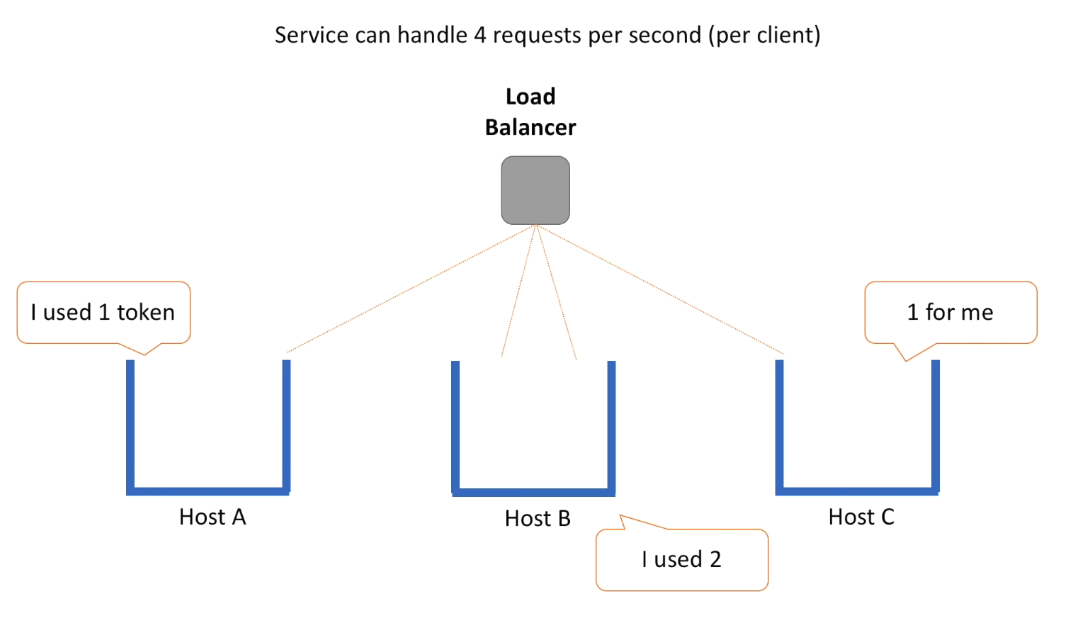 Service can handle 4 requests per second (per client)
Load
Balancer
I used 1 token
1 for me
Host A
Host B
Host C
I used 2